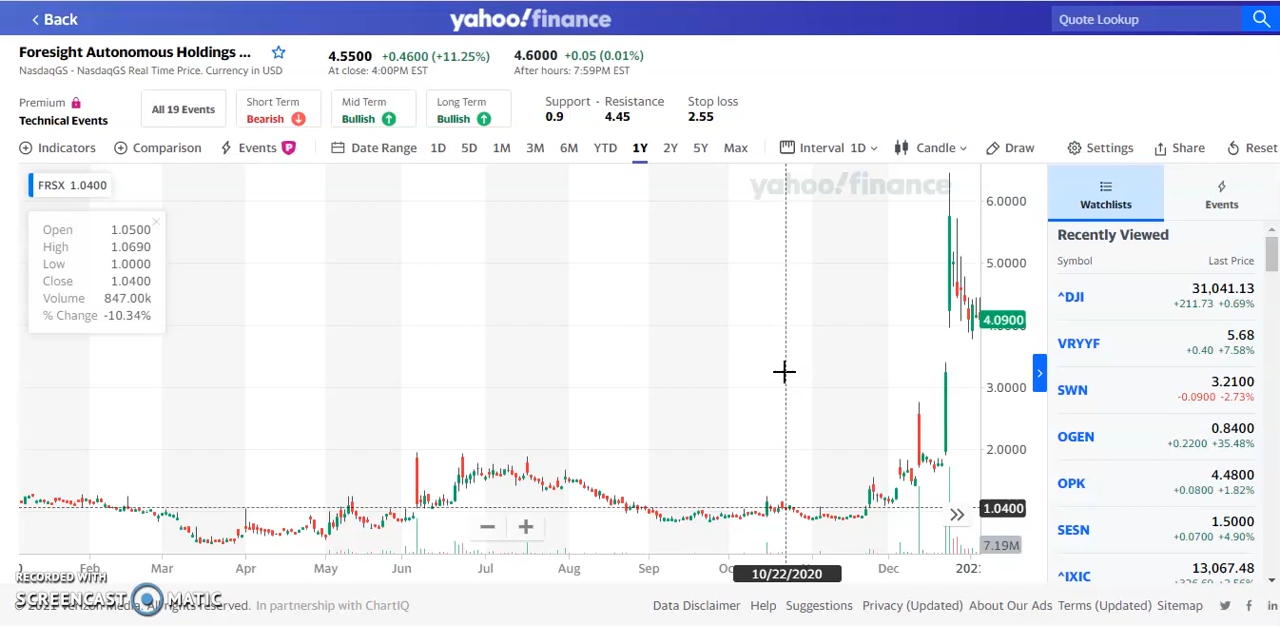 Back
yahoo!finance
Quote Lookup
Foresight Autonomous Holdings ...
NasdaqGS - NasdaqGS Real Time Price. Currency in USD
4.5500 +0.4600 (+11.25%)
At close: 4:00PM EST
4.6000 +0.05 (0.01%)
After hours: 7:59PM EST
Premium
Technical Events
All 19 Events
Short Term
Bearish
Mid Term
Bullish
Long Term
Bullish
Support - Resistance
0.9 4.45
Stop loss
2.55
Indicators Comparison Events P Date Range 1D 5D 1M 3M 6M YTD 1Y 2Y 5Y Max Interval 1D Candle Draw Settings Share Reset
FRSX 1.0400
yahoo!finance
Open 1.0500
High 1.0690
Low 1.0000
Close 1.0400
Volume 847.00k
% Change -10.34%
6.0000
5.0000
4.0900
3.0000
2.0000
1.0400
7.19M
Feb Mar Apr May Jun Jul Aug Sep Dec
10/22/2020
Watchlists
Events
Recently Viewed
Symbol Last Price
^DJI 31,041.13
+211.73 +0.69%
VRYYF 5.68
+0.40 +7.58%
SWN 3.2100
-0.0900 -2.73%
OGEN 0.8400
+0.2200 +35.48%
OPK 4.4800
+0.0800 +1.82%
SESN 1.5000
+0.0700 +4.90%
^IXIC 13,067.48
RECORDED WITH
SCREENCAST MATIC
All rights reserved. In partnership with ChartIQ
Data Disclaimer Help Suggestions Privacy (Updated) About Our Ads Terms (Updated) Sitemap